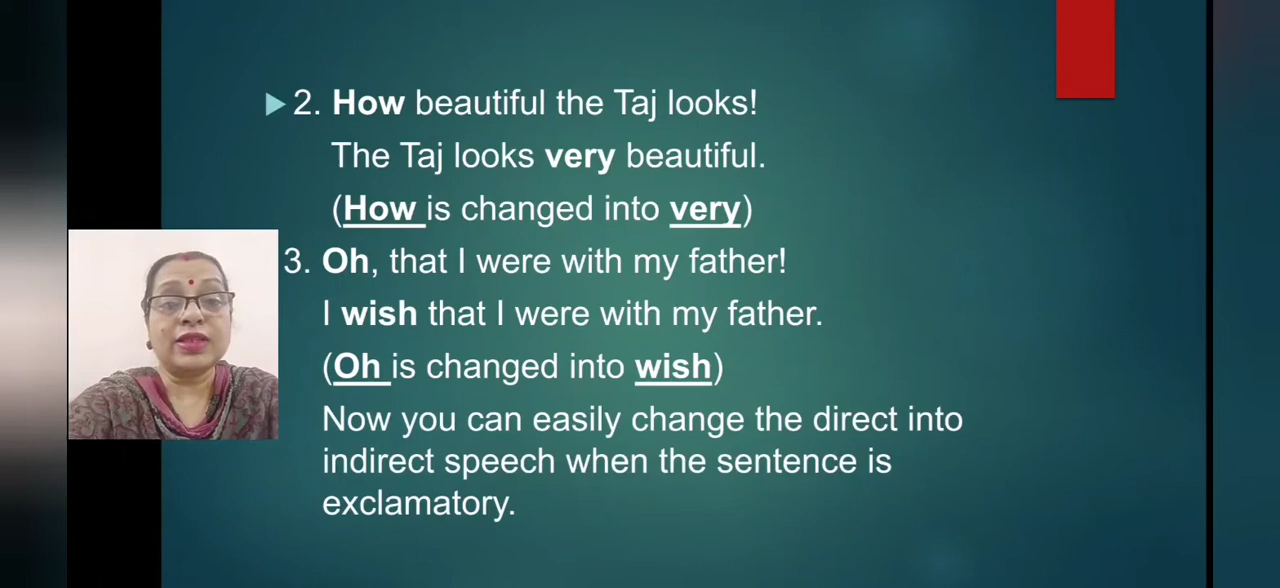 2. How beautiful the Taj looks!
The Taj looks very beautiful.
(How is changed into very)
3. Oh, that I were with my father!
I wish that I were with my father.
(Oh is changed into wish)
Now you can easily change the direct into
indirect speech when the sentence is
exclamatory.